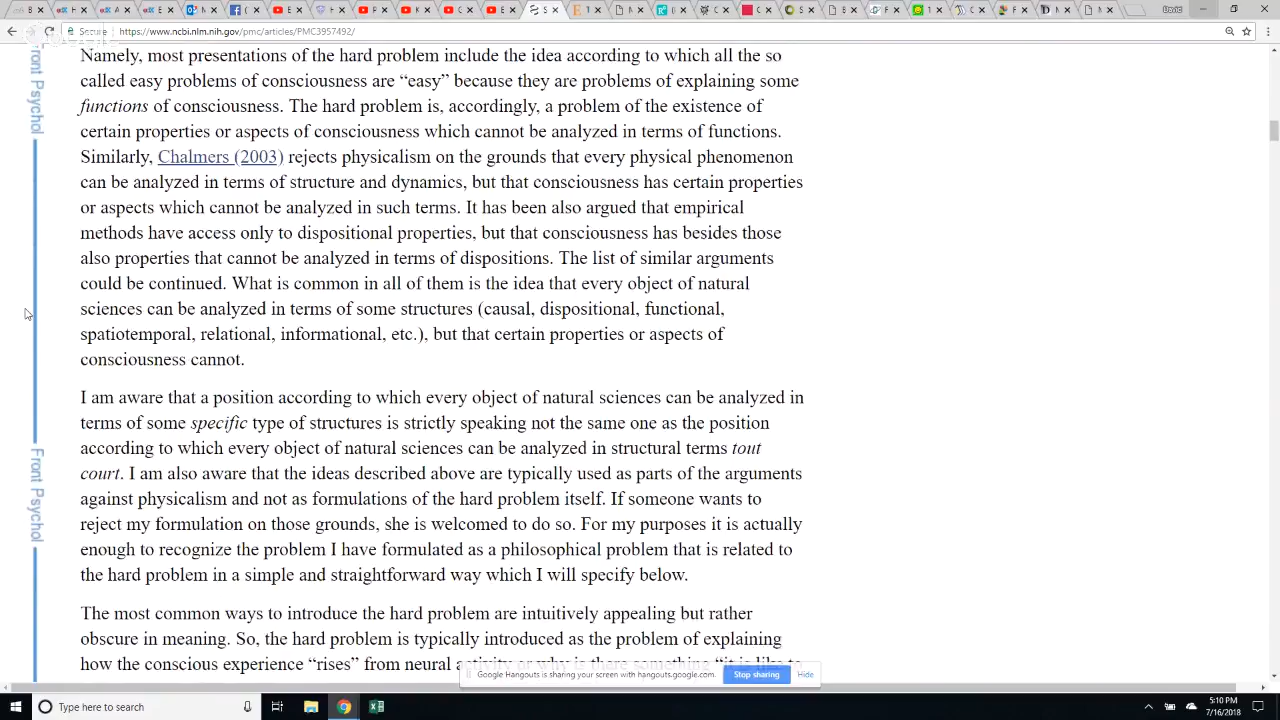 Secure
https://www.ncbi.nlm.nih.gov/pmc/articles/PMC3957492/
Namely, most presentations of the hard problem include the idea according to which all the so
called easy problems of consciousness are “easy” because they are problems of explaining some
functions of consciousness. The hard problem is, accordingly, a problem of the existence of
certain properties or aspects of consciousness which cannot be analyzed in terms of functions.
Similarly, Chalmers (2003) rejects physicalism on the grounds that every physical phenomenon
can be analyzed in terms of structure and dynamics, but that consciousness has certain properties
or aspects which cannot be analyzed in such terms. It has been also argued that empirical
methods have access only to dispositional properties, but that consciousness has besides those
also properties that cannot be analyzed in terms of dispositions. The list of similar arguments
could be continued. What is common in all of them is the idea that every object of natural
sciences can be analyzed in terms of some structures (causal, dispositional, functional,
spatiotemporal, relational, informational, etc.), but that certain properties or aspects of
consciousness cannot.
I am aware that a position according to which every object of natural sciences can be analyzed in
terms of some specific type of structures is strictly speaking not the same one as the position
according to which every object of natural sciences can be analyzed in structural terms tout
court. I am also aware that the ideas described above are typically used as parts of the arguments
against physicalism and not as formulations of the hard problem itself. If someone wants to
reject my formulation on those grounds, she is welcomed to do so. For my purposes it is actually
enough to recognize the problem I have formulated as a philosophical problem that is related to
the hard problem in a simple and straightforward way which I will specify below.
The most common ways to introduce the hard problem are intuitively appealing but rather
obscure in meaning. So, the hard problem is typically introduced as the problem of explaining
how the conscious experience “rises” from neural activity or why is there something “it is like to
Front Psychol
Front Psychol
Google Hangouts is sharing your screen with hangouts.google.com.
Stop sharing
Hide
Type here to search
5:10 PM
7/16/2018